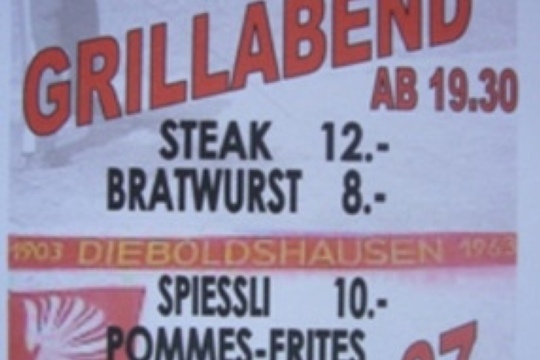 GRILLABEND
AB 19.30
STEAK 12.-
BRATWURST 8.-
1903 DIEBOLDSHAUSEN 1963
SPIESSLI 10.-
POMMES-FRITES